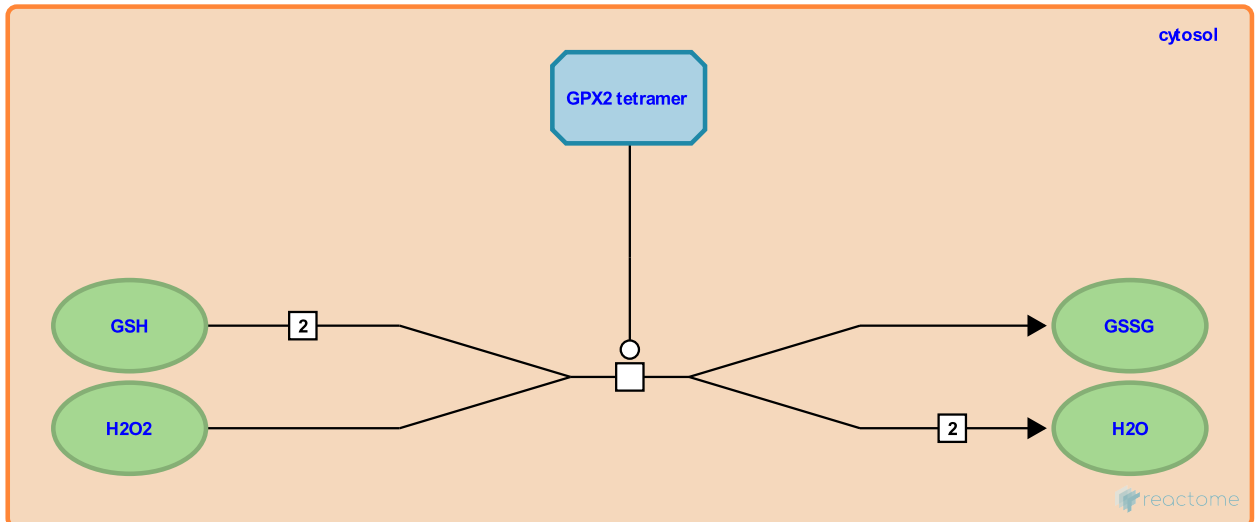 cytosol
GPX2 tetramer
GSH
2
GSSG
H2O2
2
H2O
reactome